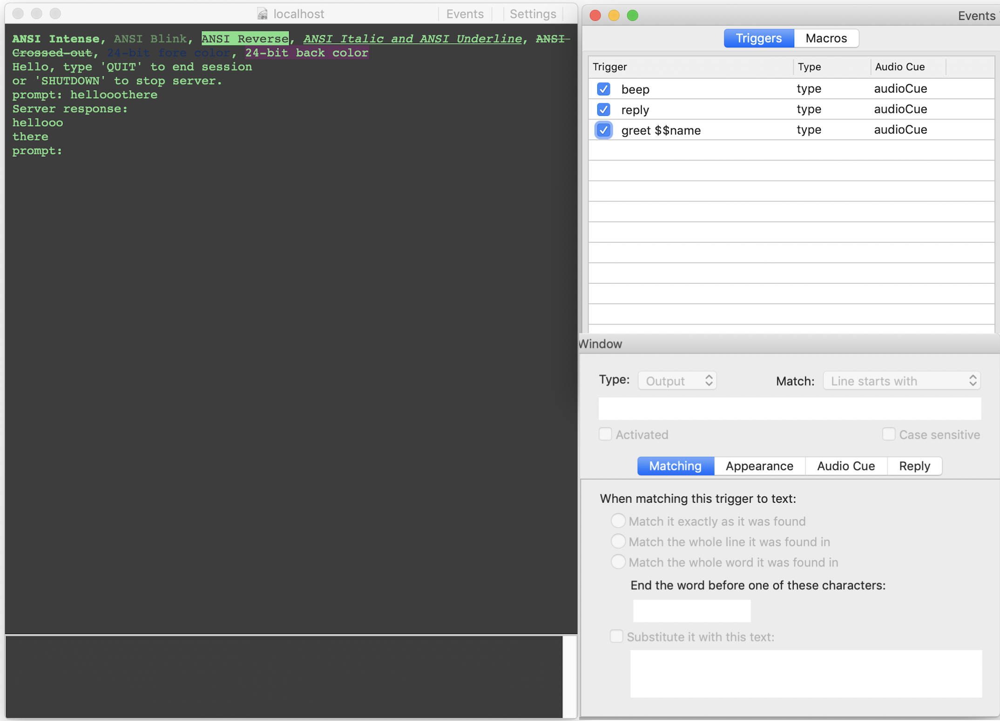 localhost
Events
Settings
ANSI Intense, ANSI Blink, ANSI Reverse, ANSI Italic and ANSI Underline, ANSI
Crossed-out, 24-bit fore color, 24-bit back color
Hello, type 'QUIT' to end session
or 'SHUTDOWN' to stop server.
prompt: hellooothere
Server response:
hellooo
there
prompt:
Events
Triggers Macros
Trigger Type Audio Cue
beep type audioCue
reply type audioCue
greet $$name type audioCue
Window
Type: Output Match: Line starts with
Activated Case sensitive
Matching Appearance Audio Cue Reply
When matching this trigger to text:
Match it exactly as it was found
Match the whole line it was found in
Match the whole word it was found in
End the word before one of these characters:
Substitute it with this text: